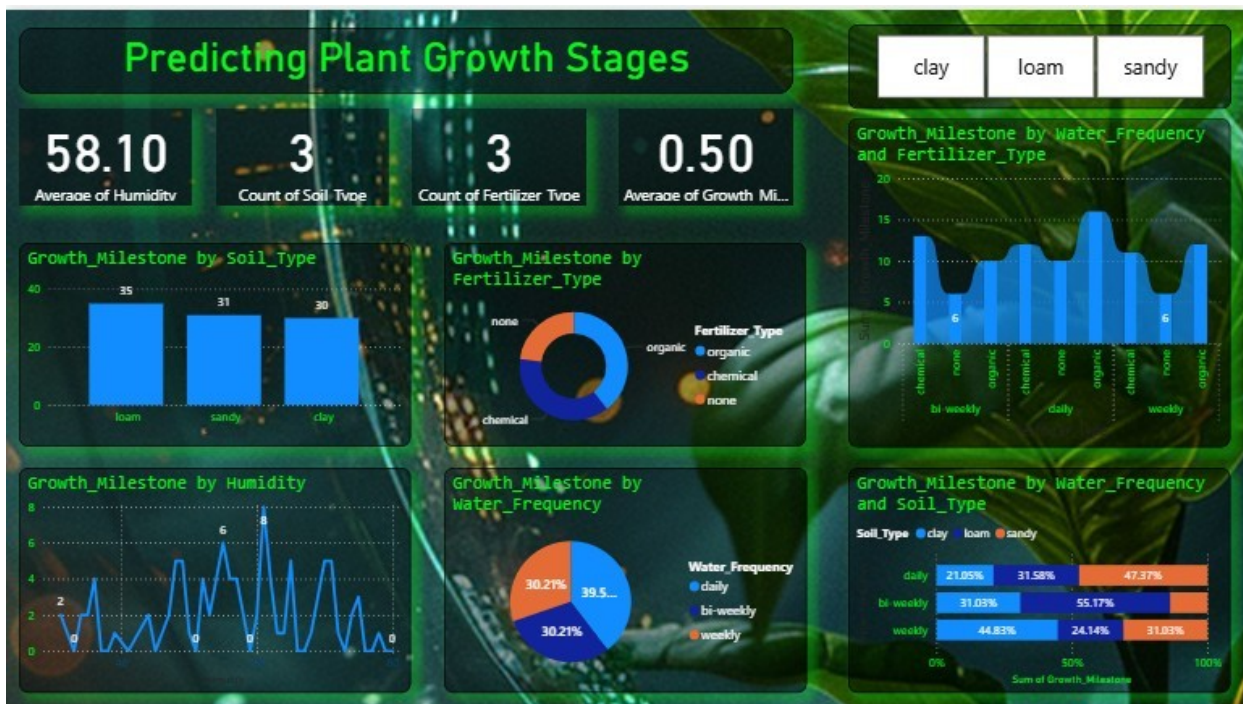 Predicting Plant Growth Stages
clay
loam
sandy
58.10
Average of Humidity
3
Count of Soil_Type
3
Count of Fertilizer_Type
0.50
Average of Growth_Mi...
Growth_Milestone by Water_Frequency
and Fertilizer_Type
20
15
10
5
0
6
6
chemical
none
organic
chemical
none
organic
chemical
none
organic
bi-weekly
daily
weekly
Growth_Milestone by Soil_Type
40
20
0
35
31
30
loam
sandy
clay
Growth_Milestone by
Fertilizer_Type
none
organic
chemical
Fertilizer_Type
organic
chemical
none
Growth_Milestone by Humidity
8
6
4
2
0
2
0
0
6
0
8
0
Growth_Milestone by
Water_Frequency
30.21%
39.5...
30.21%
Water_Frequency
daily
bi-weekly
weekly
Growth_Milestone by Water_Frequency
and Soil_Type
Soil_Type clay loam sandy
daily 21.05% 31.58% 47.37%
bi-weekly 31.03% 55.17%
weekly 44.83% 24.14% 31.03%
0% 50% 100%
Sum of Growth_Milestone